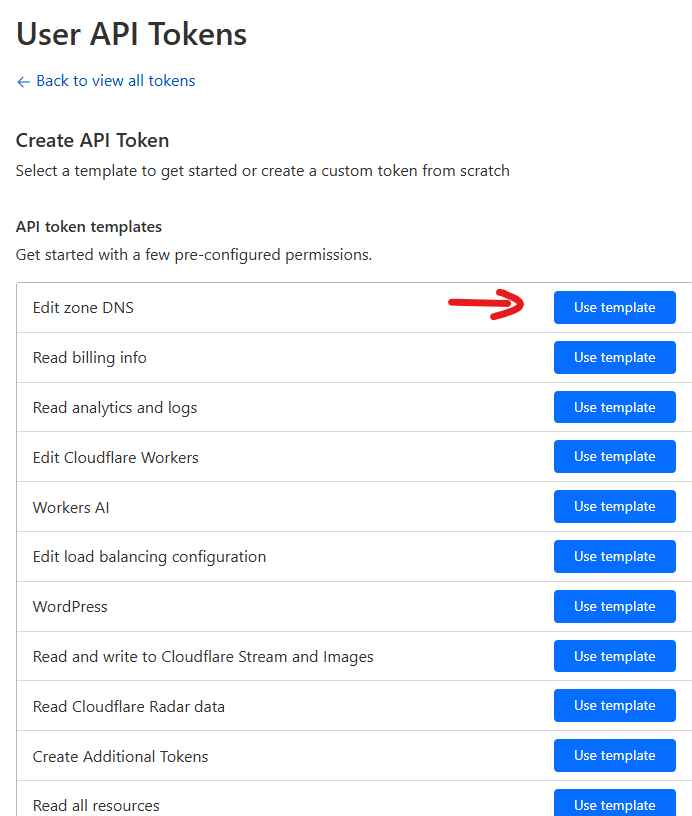 User API Tokens
← Back to view all tokens
Create API Token
Select a template to get started or create a custom token from scratch
API token templates
Get started with a few pre-configured permissions.
Edit zone DNS Use template
Read billing info Use template
Read analytics and logs Use template
Edit Cloudflare Workers Use template
Workers AI Use template
Edit load balancing configuration Use template
WordPress Use template
Read and write to Cloudflare Stream and Images Use template
Read Cloudflare Radar data Use template
Create Additional Tokens Use template
Read all resources Use template